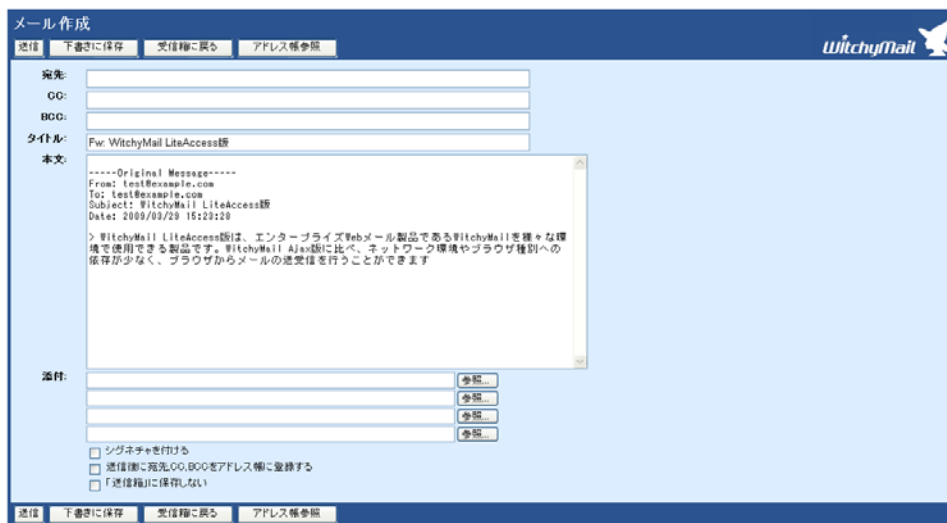 メール作成
送信 下書きに保存 受信箱に戻る アドレス帳参照
WitchyMail
宛先:
CC:
BCC:
タイトル: Fw: WitchyMail LiteAccess版
本文:
-----Original Message-----
From: test@example.com
To: test@example.com
Subject: WitchyMail LiteAccess版
Date: 2009/03/29 15:23:20
> WitchyMail LiteAccess版は、エンタープライズWebメール製品であるWitchyMailを様々な環
境で使用できる製品です。WitchyMail Ajax版に比べ、ネットワーク環境やブラウザ種別への
依存が少なく、ブラウザからメールの送受信を行うことができます
添付: 参照...
参照...
参照...
参照...
シグネチャを付ける
送信後に宛先,CC,BCCをアドレス帳に登録する
「送信箱」に保存しない
送信 下書きに保存 受信箱に戻る アドレス帳参照